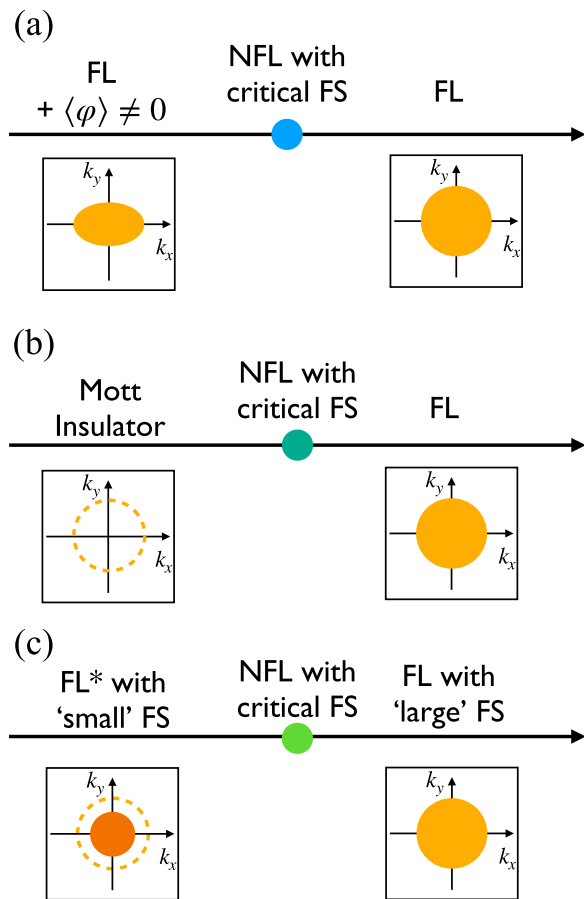 (a)
FL
+ ⟨φ⟩ ≠ 0
NFL with
critical FS
FL
k_y
k_x
k_y
k_x
(b)
Mott
Insulator
NFL with
critical FS
FL
k_y
k_x
k_y
k_x
(c)
FL* with
‘small’ FS
NFL with
critical FS
FL with
‘large’ FS
k_y
k_x
k_y
k_x